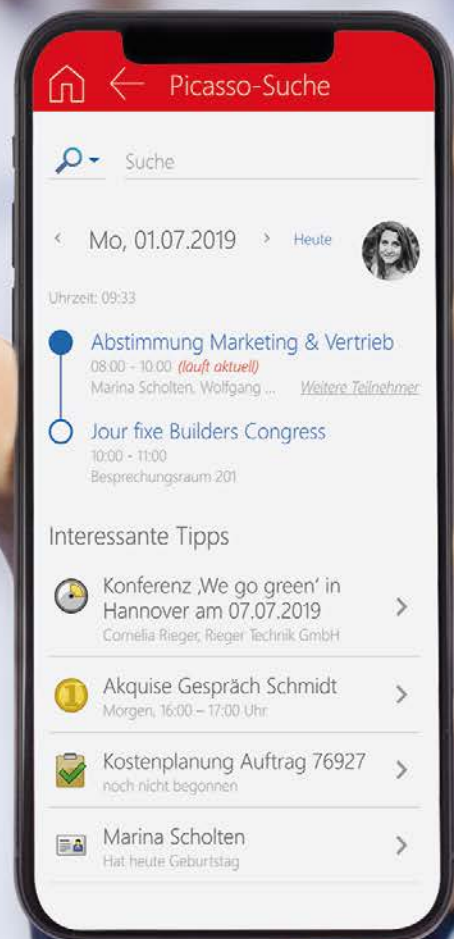 Picasso-Suche
Suche
Mo, 01.07.2019
Heute
Uhrzeit: 09:33
Abstimmung Marketing & Vertrieb
08:00 - 10:00 (läuft aktuell)
Marina Scholten, Wolfgang ... Weitere Teilnehmer
Jour fixe Builders Congress
10:00 - 11:00
Besprechungsraum 201
Interessante Tipps
Konferenz ‚We go green‘ in
Hannover am 07.07.2019
Cornelia Rieger, Rieger Technik GmbH
1
Akquise Gespräch Schmidt
Morgen, 16:00 – 17:00 Uhr
Kostenplanung Auftrag 76927
noch nicht begonnen
Marina Scholten
Hat heute Geburtstag